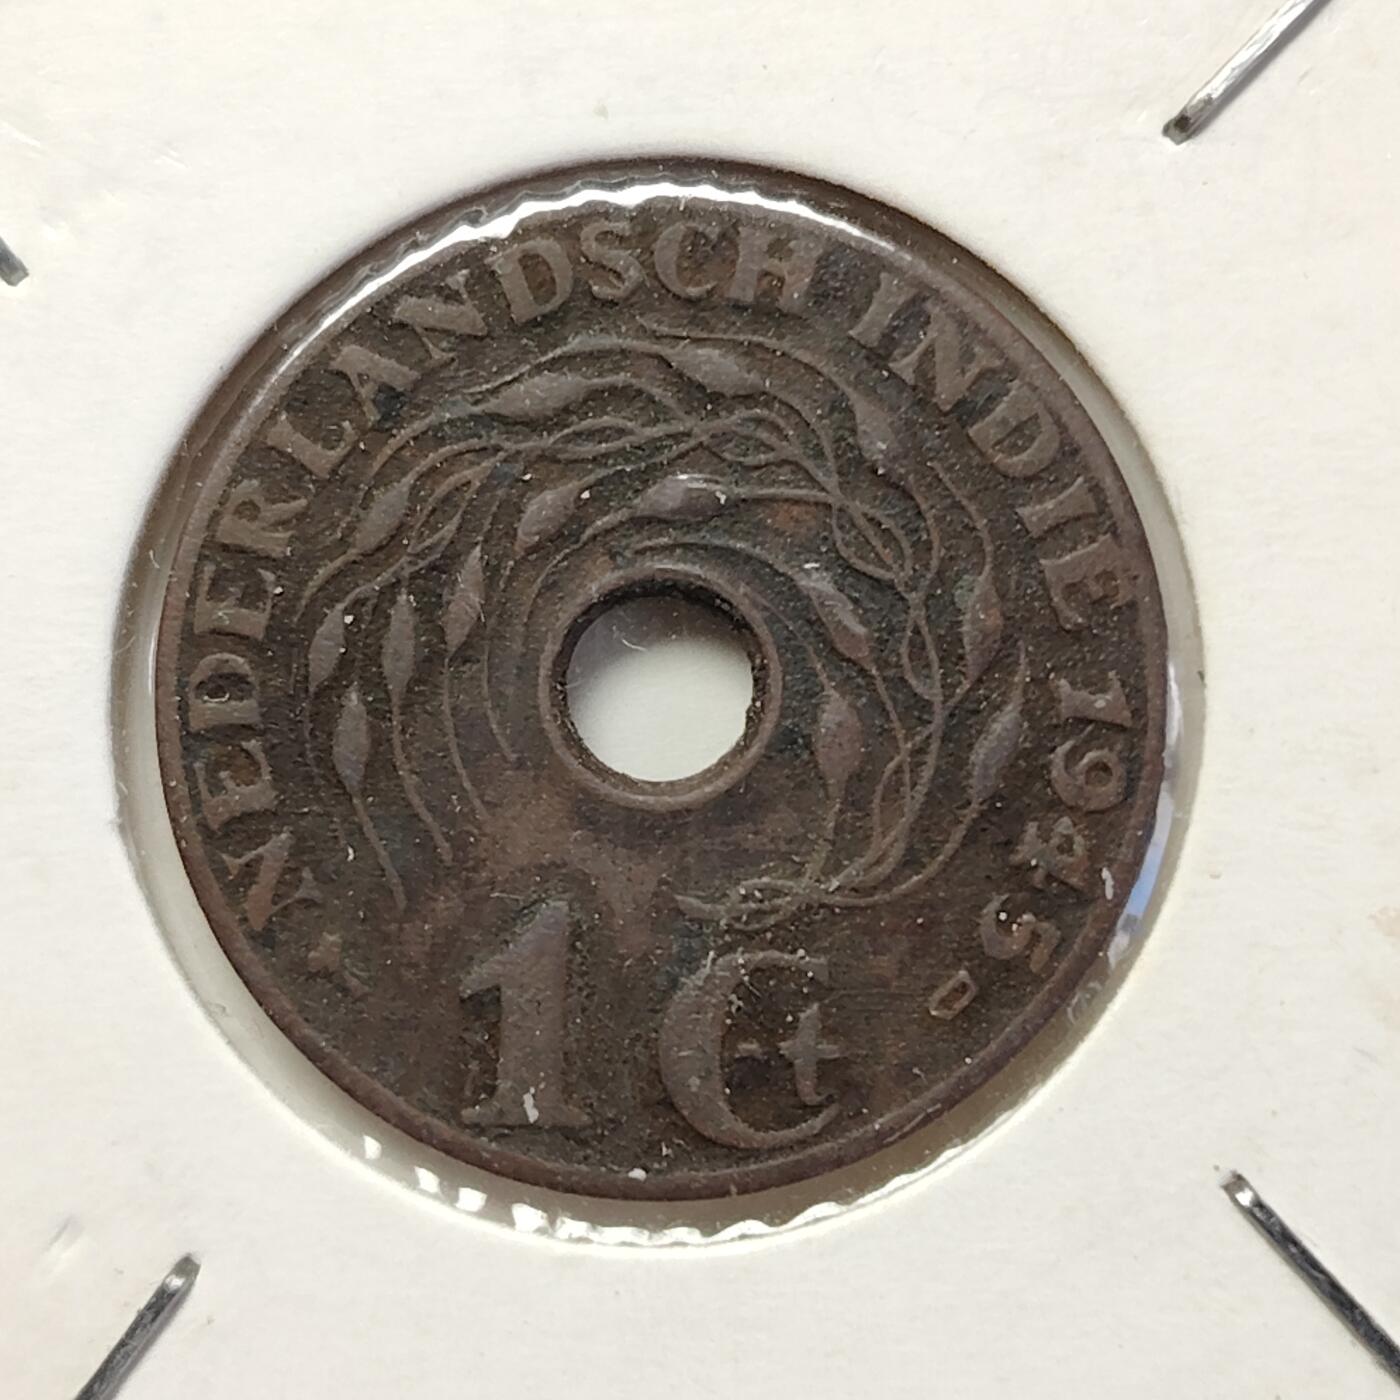 NEDERLANDSCH INDIE 1945 D
1 Ct